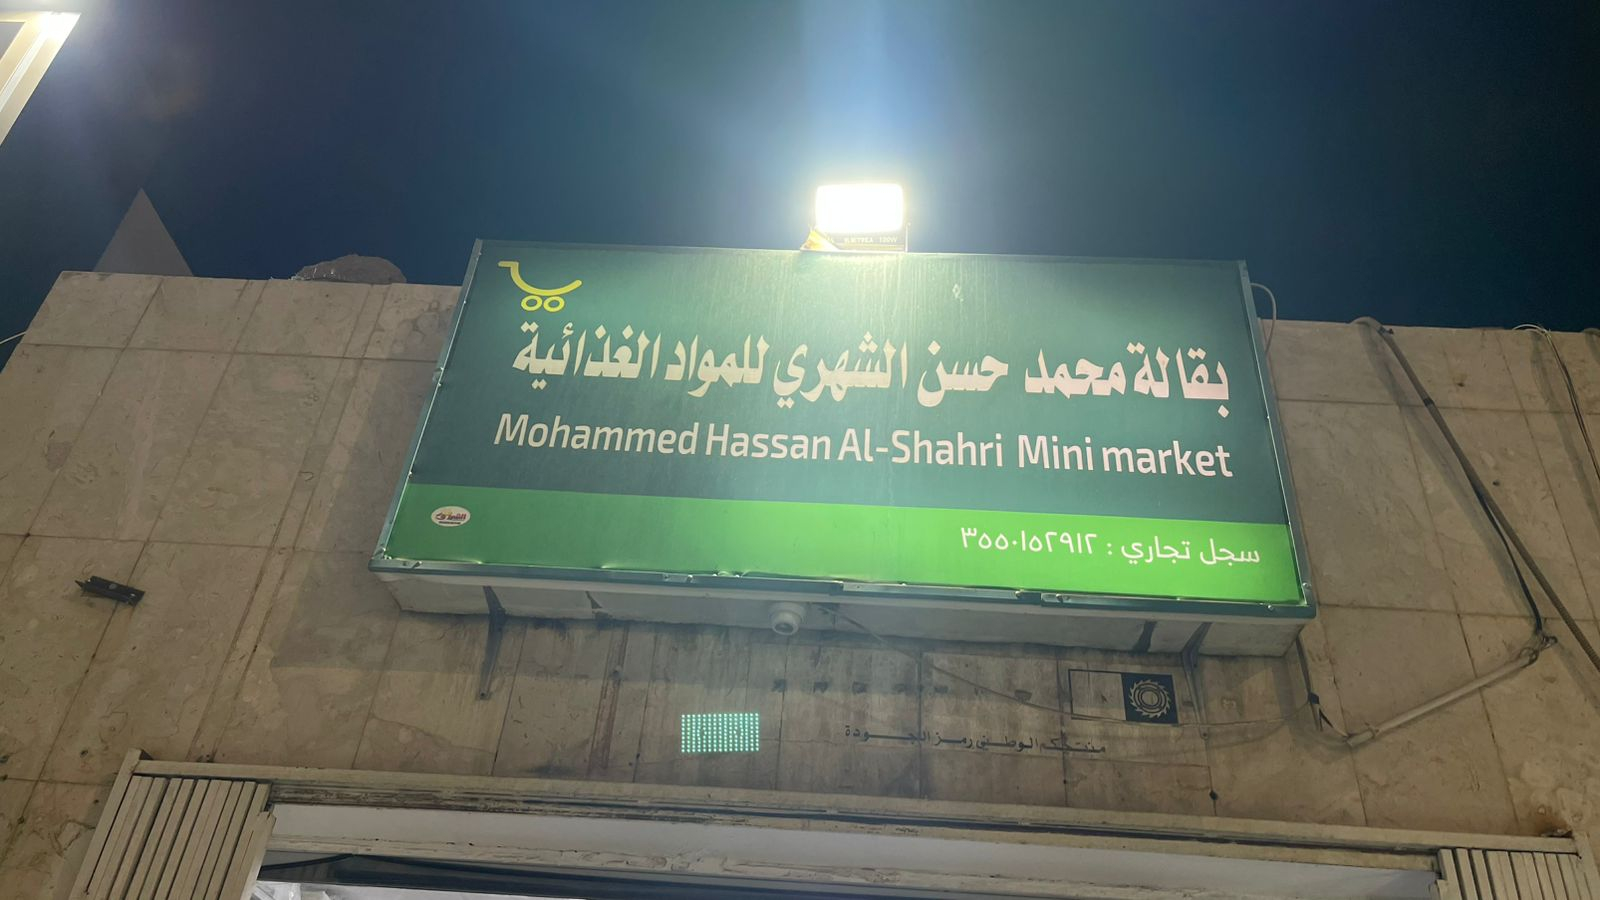 بقالة محمد حسن الشهري للمواد الغذائية
Mohammed Hassan Al-Shahri Mini market
سجل تجاري : ٣٥٥٠١٥٢٩١٢
منتجكم الوطني رمز الجودة